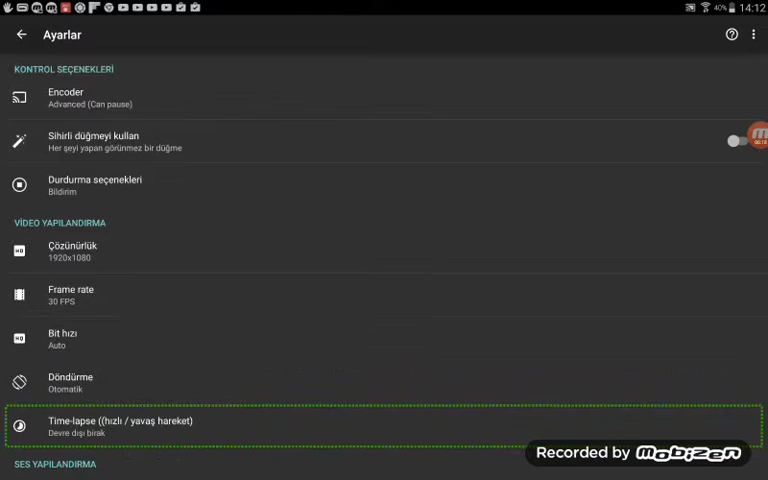 40% 14:12
Ayarlar
KONTROL SEÇENEKLERİ
Encoder
Advanced (Can pause)
Sihirli düğmeyi kullan
Her şeyi yapan görünmez bir düğme
Durdurma seçenekleri
Bildirim
VİDEO YAPILANDIRMA
Çözünürlük
1920x1080
Frame rate
30 FPS
Bit hızı
Auto
Döndürme
Otomatik
Time-lapse ((hızlı / yavaş hareket)
Devre dışı birak
SES YAPILANDIRMA
Recorded by mobizen